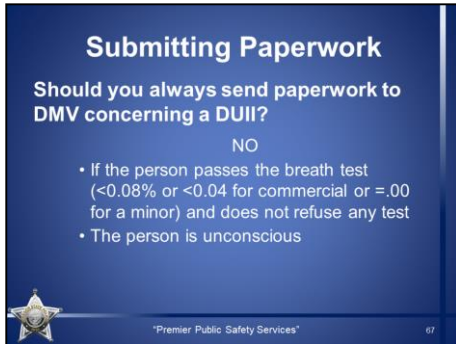 Submitting Paperwork
Should you always send paperwork to
DMV concerning a DUII?
NO
• If the person passes the breath test
(<0.08% or <0.04 for commercial or =.00
for a minor) and does not refuse any test
• The person is unconscious
"Premier Public Safety Services"
67